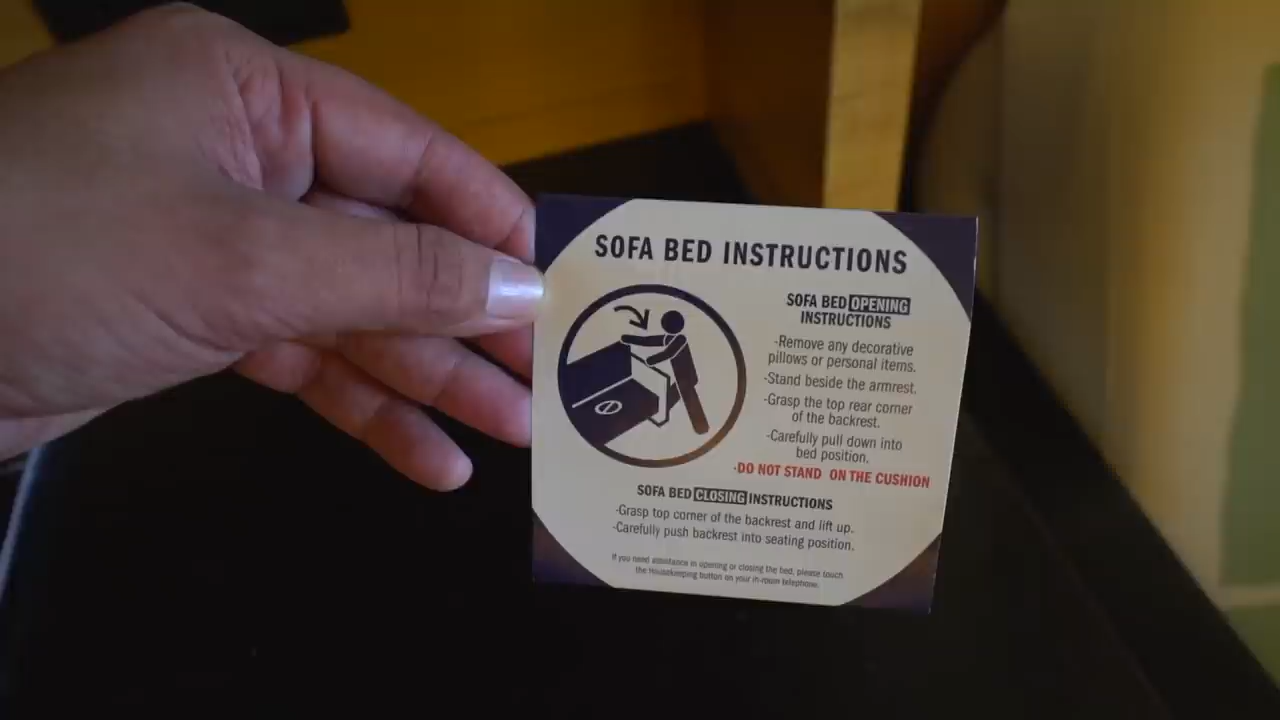 SOFA BED INSTRUCTIONS
SOFA BED OPENING
INSTRUCTIONS
-Remove any decorative
pillows or personal items.
-Stand beside the armrest.
-Grasp the top rear corner
of the backrest.
-Carefully pull down into
bed position.
-DO NOT STAND ON THE CUSHION
SOFA BED CLOSING INSTRUCTIONS
-Grasp top corner of the backrest and lift up.
-Carefully push backrest into seating position.
If you need assistance in opening or closing the bed, please touch
the Housekeeping button on your in-room telephone.